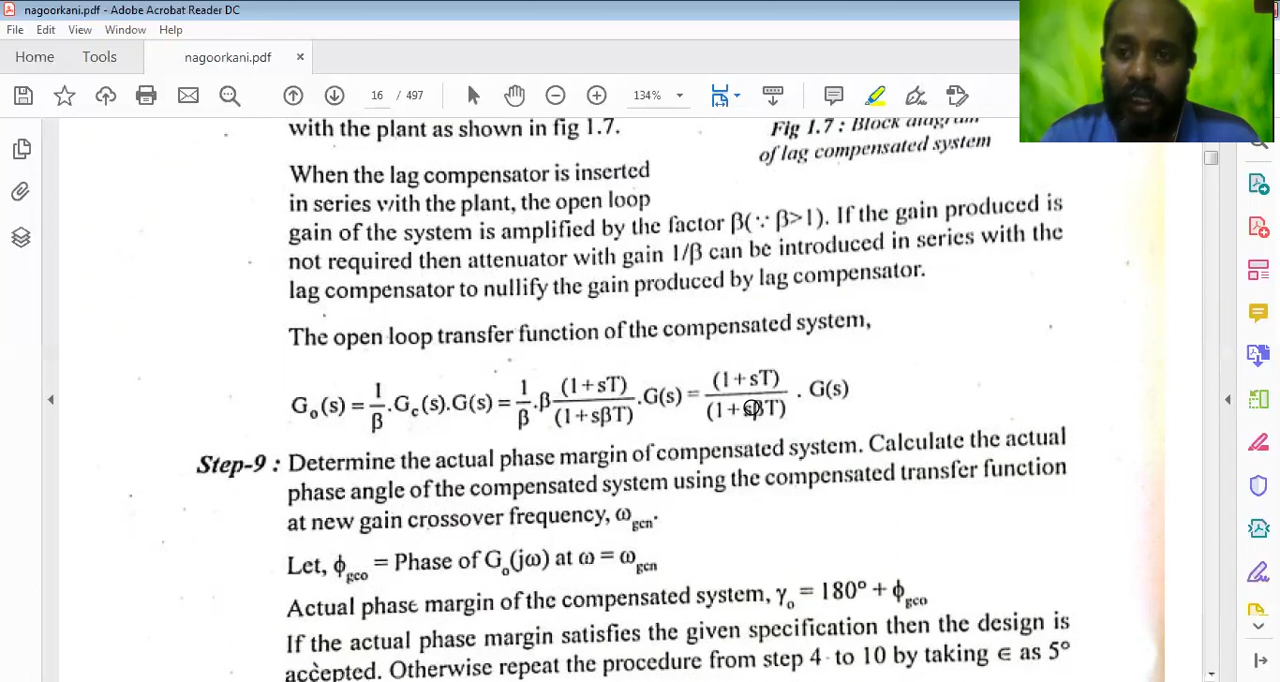 nagoorkani.pdf - Adobe Acrobat Reader DC
File Edit View Window Help
Home Tools nagoorkani.pdf ×
16 / 497 134%
with the plant as shown in fig 1.7.
Fig 1.7 : Block diagram
of lag compensated system
When the lag compensator is inserted
in series with the plant, the open loop
gain of the system is amplified by the factor β(∵ β>1). If the gain produced is
not required then attenuator with gain 1/β can be introduced in series with the
lag compensator to nullify the gain produced by lag compensator.
The open loop transfer function of the compensated system,
G₀(s) = 1/β .G_c(s).G(s) = 1/β .β (1+sT)/(1+sβT) .G(s) = (1+sT)/(1+sβT) . G(s)
Step-9 : Determine the actual phase margin of compensated system. Calculate the actual
phase angle of the compensated system using the compensated transfer function
at new gain crossover frequency, ω_gcn.
Let, ϕ_gco = Phase of G₀(jω) at ω = ω_gcn
Actual phase margin of the compensated system, γ₀ = 180° + ϕ_gco
If the actual phase margin satisfies the given specification then the design is
accepted. Otherwise repeat the procedure from step 4 to 10 by taking ∈ as 5°